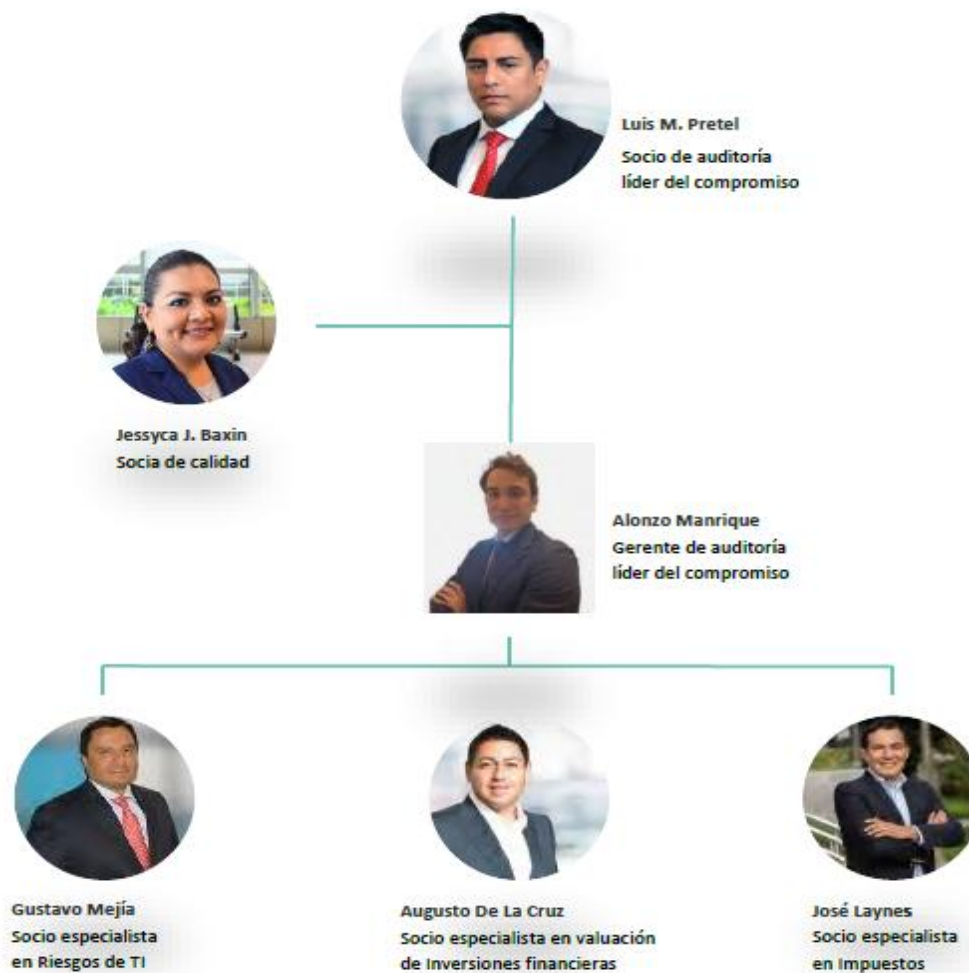 Luis M. Pretel
Socio de auditoría
líder del compromiso
Jessyca J. Baxin
Socia de calidad
Alonzo Manrique
Gerente de auditoría
líder del compromiso
Gustavo Mejía
Socio especialista
en Riesgos de TI
Augusto De La Cruz
Socio especialista en valuación
de Inversiones financieras
José Laynes
Socio especialista
en Impuestos